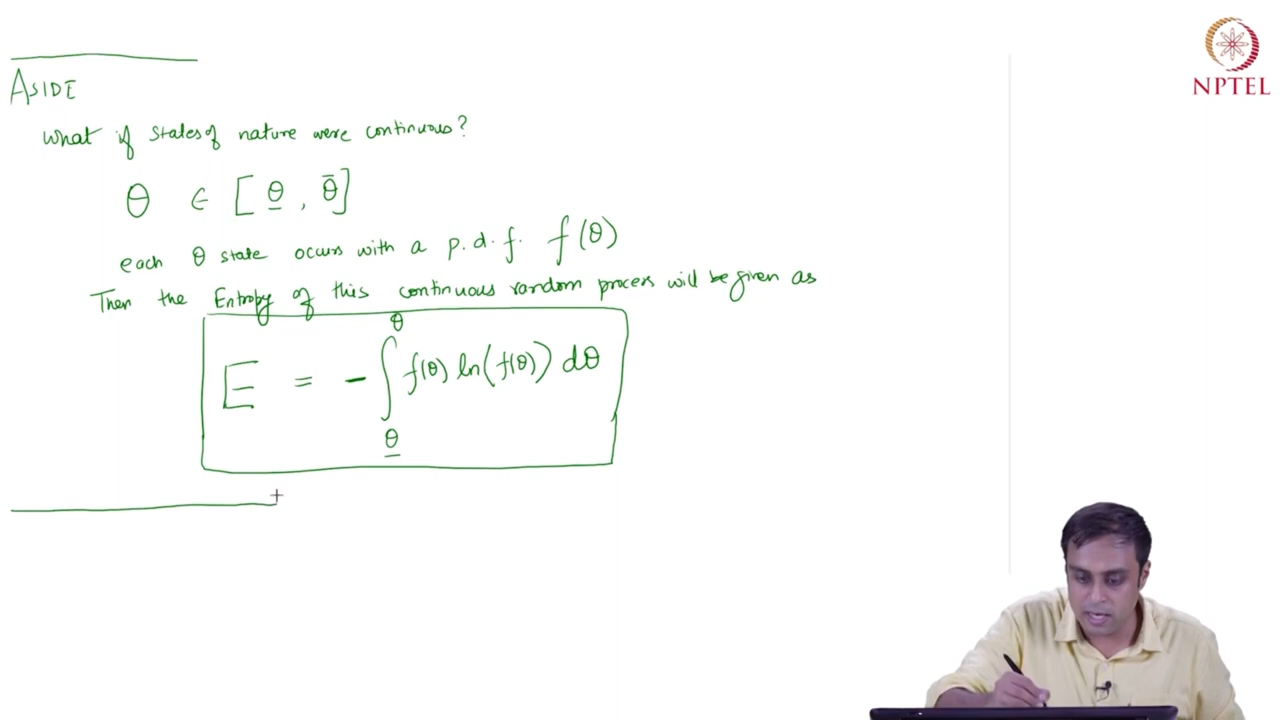 ASIDE
What if states of nature were continuous?
θ ∈ [θ̲, θ̄]
each θ state occurs with a p.d.f. f(θ)
Then the Entropy of this continuous random process will be given as
θ
E = - ∫ f(θ) ln(f(θ)) dθ
θ̲
NPTEL